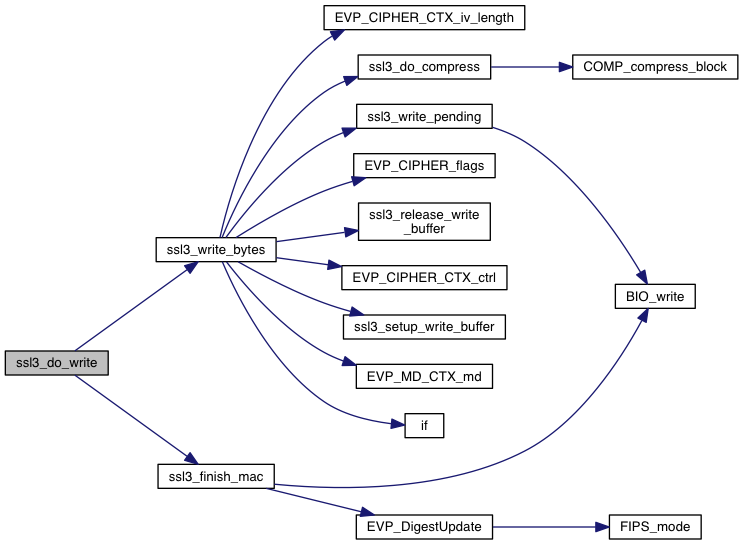 EVP_CIPHER_CTX_iv_length
ssl3_do_compress
COMP_compress_block
ssl3_write_pending
EVP_CIPHER_flags
ssl3_release_write
_buffer
ssl3_write_bytes
EVP_CIPHER_CTX_ctrl
BIO_write
ssl3_setup_write_buffer
ssl3_do_write
EVP_MD_CTX_md
if
ssl3_finish_mac
EVP_DigestUpdate
FIPS_mode